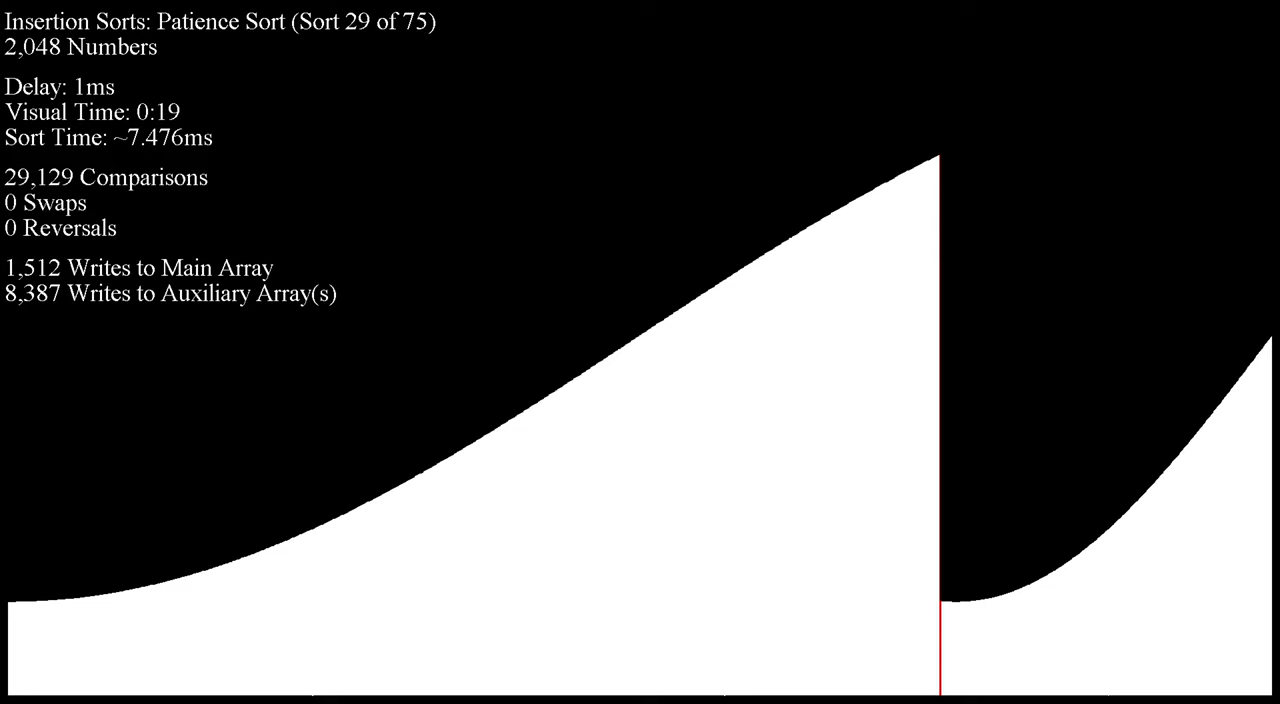 Insertion Sorts: Patience Sort (Sort 29 of 75)
2,048 Numbers
Delay: 1ms
Visual Time: 0:19
Sort Time: ~7.476ms
29,129 Comparisons
0 Swaps
0 Reversals
1,512 Writes to Main Array
8,387 Writes to Auxiliary Array(s)